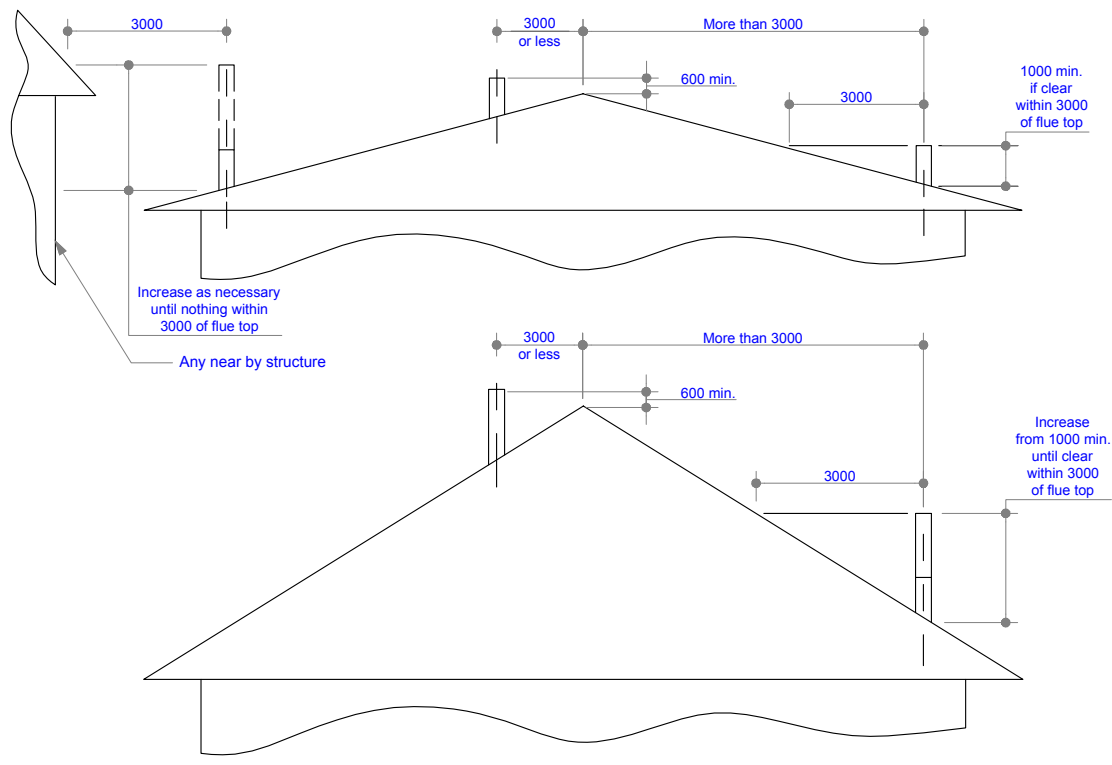 3000
3000
or less
More than 3000
600 min.
3000
1000 min.
if clear
within 3000
of flue top
Increase as necessary
until nothing within
3000 of flue top
Any near by structure
3000
or less
More than 3000
600 min.
3000
Increase
from 1000 min.
until clear
within 3000
of flue top